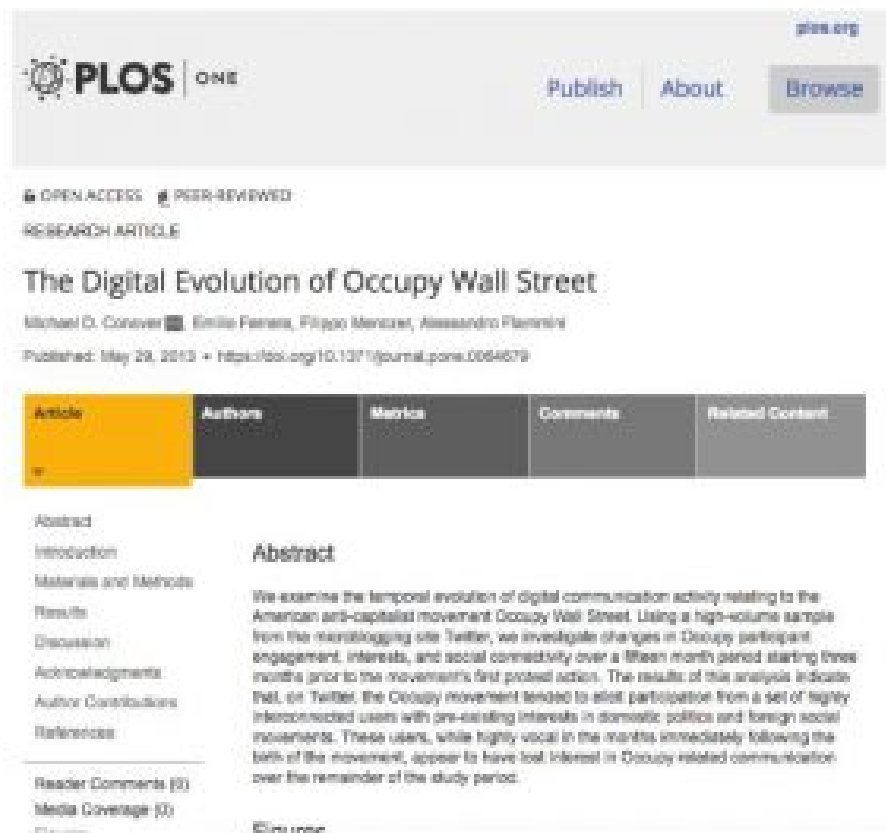 plos.org
PLOS ONE
Publish About Browse
OPEN ACCESS PEER-REVIEWED
RESEARCH ARTICLE
The Digital Evolution of Occupy Wall Street
Michael D. Conover, Emilio Ferrara, Filippo Menczer, Alessandro Flammini
Published: May 29, 2013 • https://doi.org/10.1371/journal.pone.0064679
Article Authors Metrics Comments Related Content
Abstract
Introduction
Materials and Methods
Results
Discussion
Acknowledgments
Author Contributions
References
Reader Comments (0)
Media Coverage (0)
Figures
Abstract
We examine the temporal evolution of digital communication activity relating to the
American anti-capitalist movement Occupy Wall Street. Using a high-volume sample
from the microblogging site Twitter, we investigate changes in Occupy participant
engagement, interests, and social connectivity over a fifteen month period starting three
months prior to the movement's first protest action. The results of this analysis indicate
that, on Twitter, the Occupy movement tended to elicit participation from a set of highly
interconnected users with pre-existing interests in domestic politics and foreign social
movements. These users, while highly vocal in the months immediately following the
birth of the movement, appear to have lost interest in Occupy related communication
over the remainder of the study period.
Figures